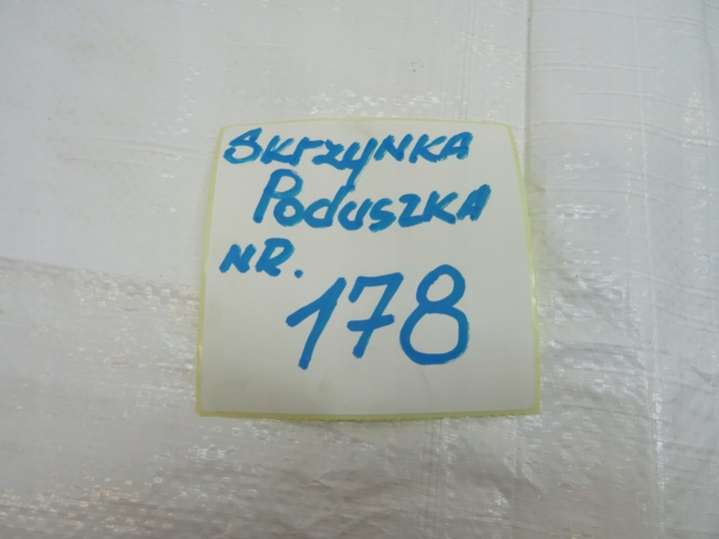 SKrzyNKA
PoduszKA
NR.
178